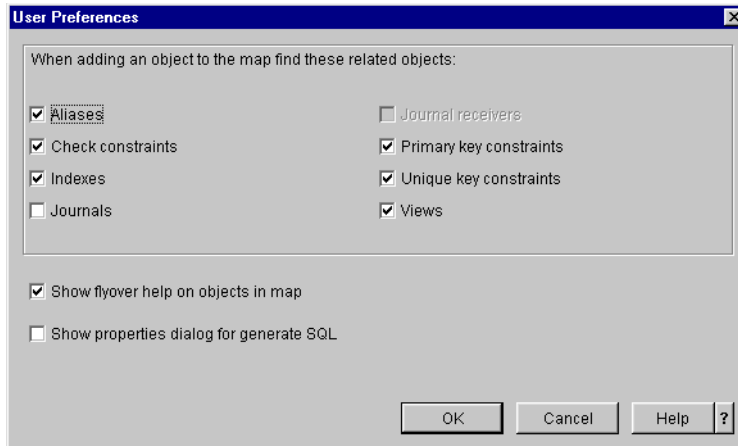 User Preferences
When adding an object to the map find these related objects:
Aliases
Journal receivers
Check constraints
Primary key constraints
Indexes
Unique key constraints
Journals
Views
Show flyover help on objects in map
Show properties dialog for generate SQL
OK
Cancel
Help
?